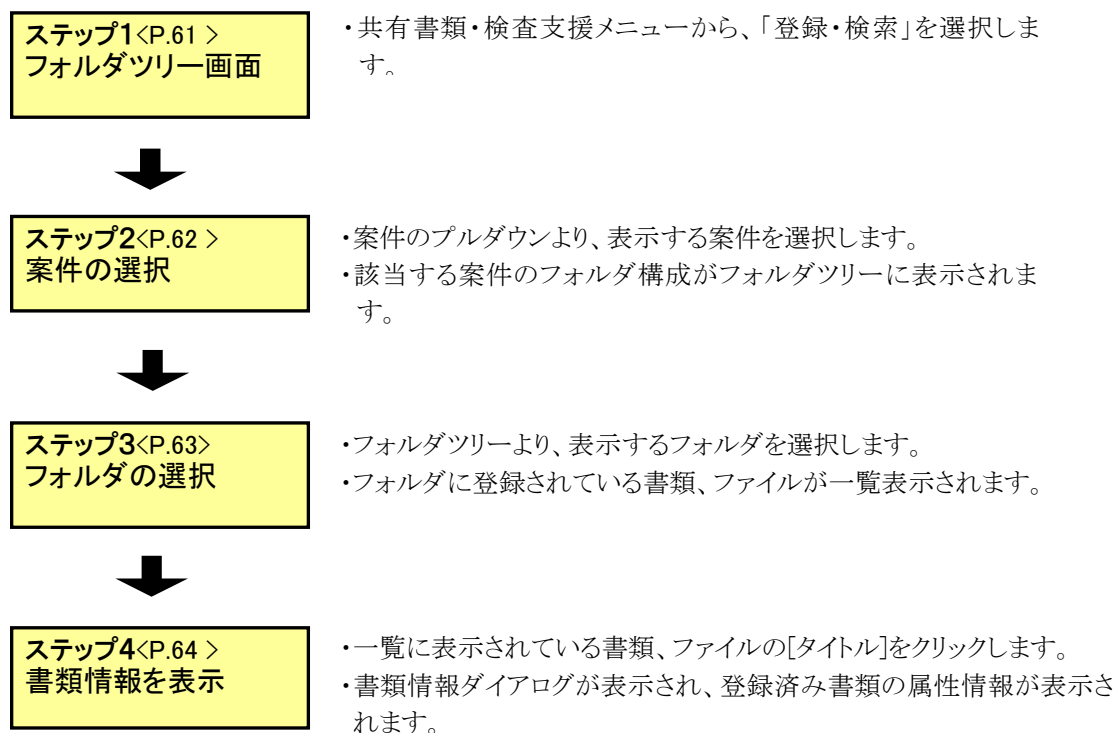 ステップ1<P.61 >
フォルダツリー画面
・共有書類・検査支援メニューから、「登録・検索」を選択しま
す。
ステップ2<P.62 >
案件の選択
・案件のプルダウンより、表示する案件を選択します。
・該当する案件のフォルダ構成がフォルダツリーに表示されま
す。
ステップ3<P.63>
フォルダの選択
・フォルダツリーより、表示するフォルダを選択します。
・フォルダに登録されている書類、ファイルが一覧表示されます。
ステップ4<P.64 >
書類情報を表示
・一覧に表示されている書類、ファイルの[タイトル]をクリックします。
・書類情報ダイアログが表示され、登録済み書類の属性情報が表示さ
れます。